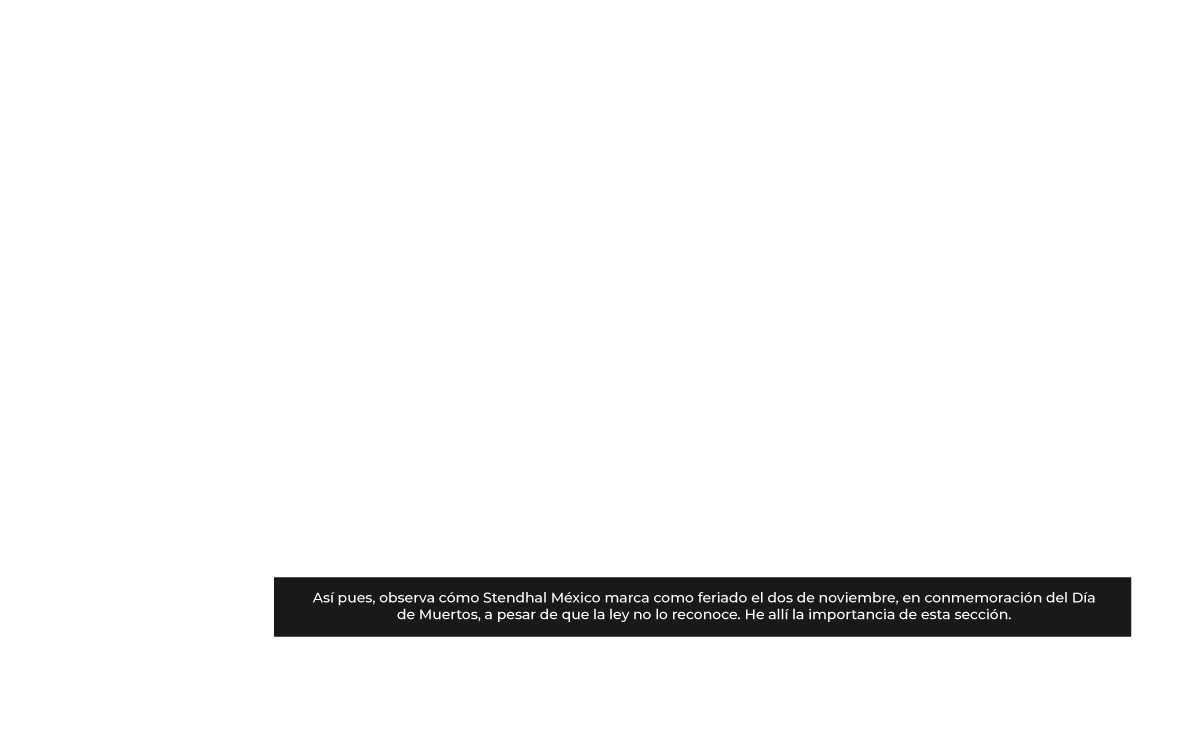 Así pues, observa cómo Stendhal México marca como feriado el dos de noviembre, en conmemoración del Día
de Muertos, a pesar de que la ley no lo reconoce. He allí la importancia de esta sección.